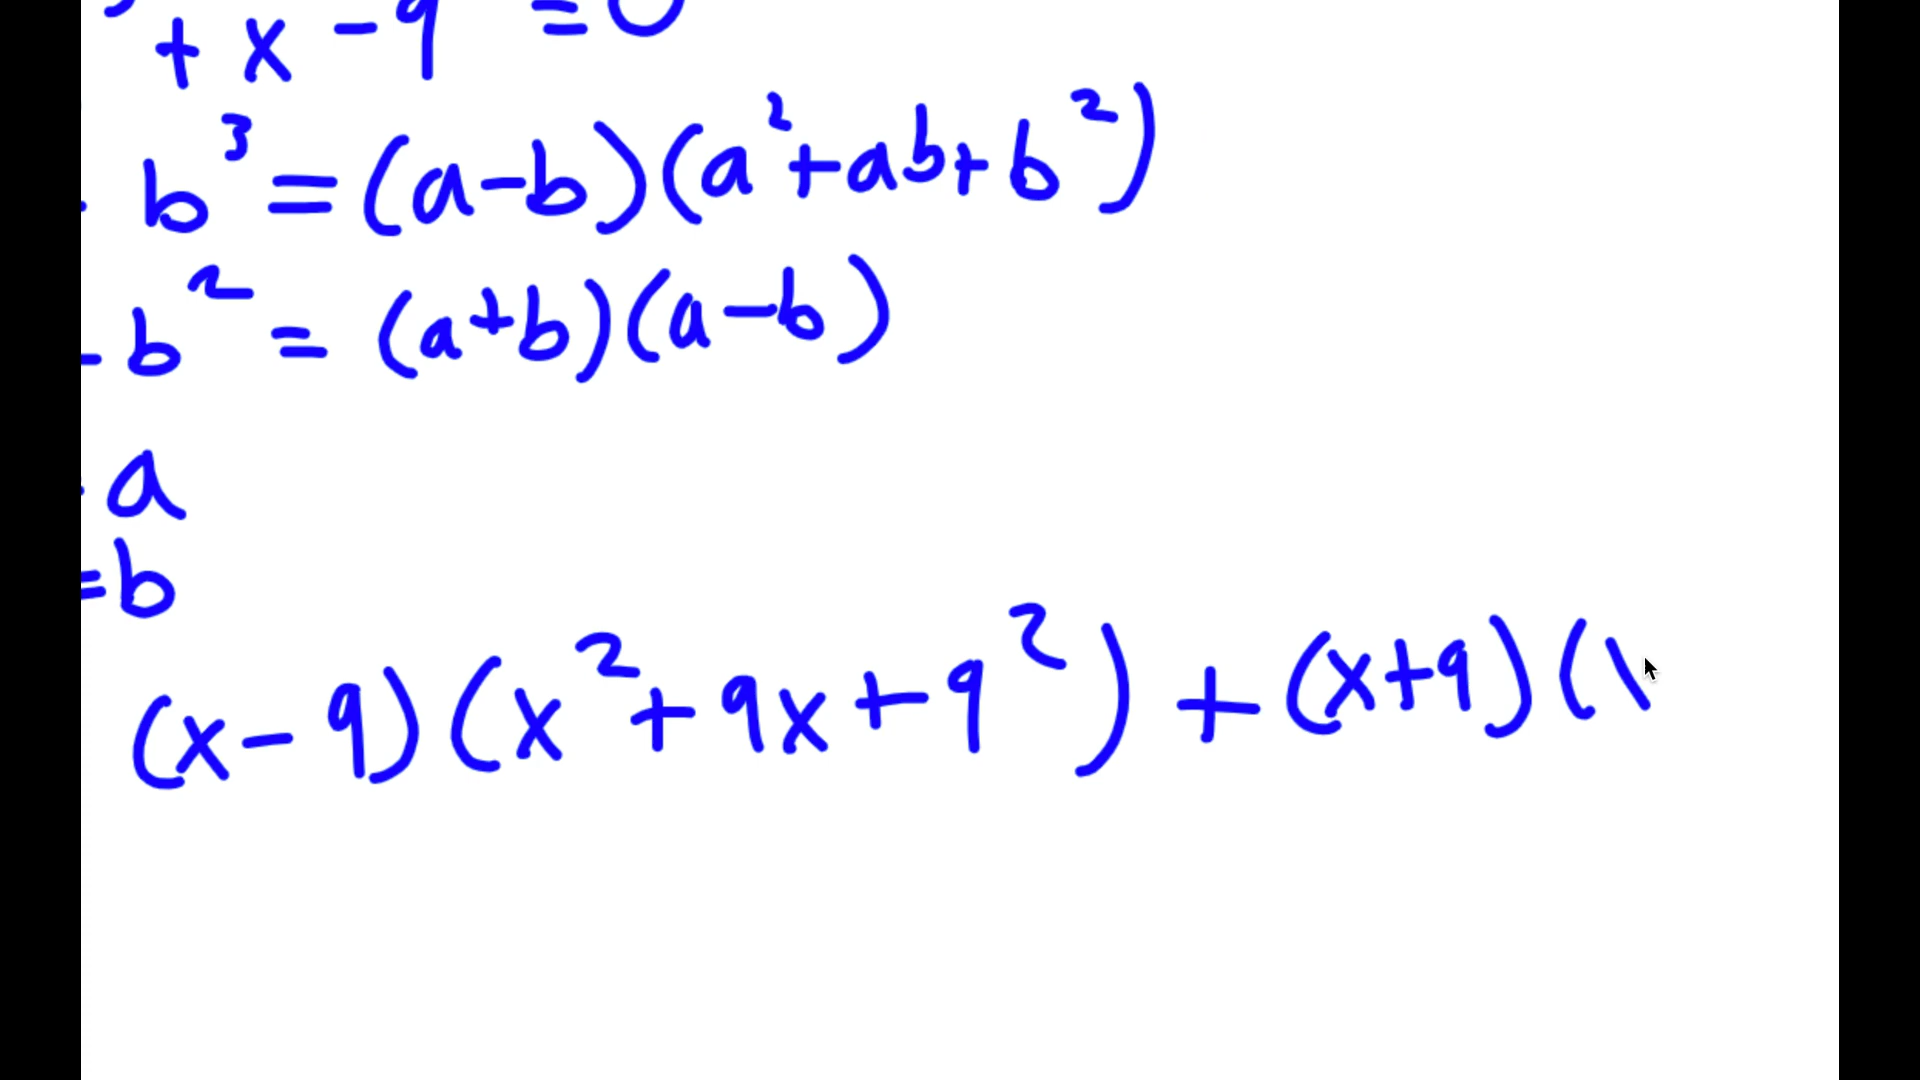 + x - 9 = 0
b³ = (a-b)(a²+ab+b²)
- b² = (a+b)(a-b)
a
=b
(x-9)(x²+9x+9²) + (x+9)(